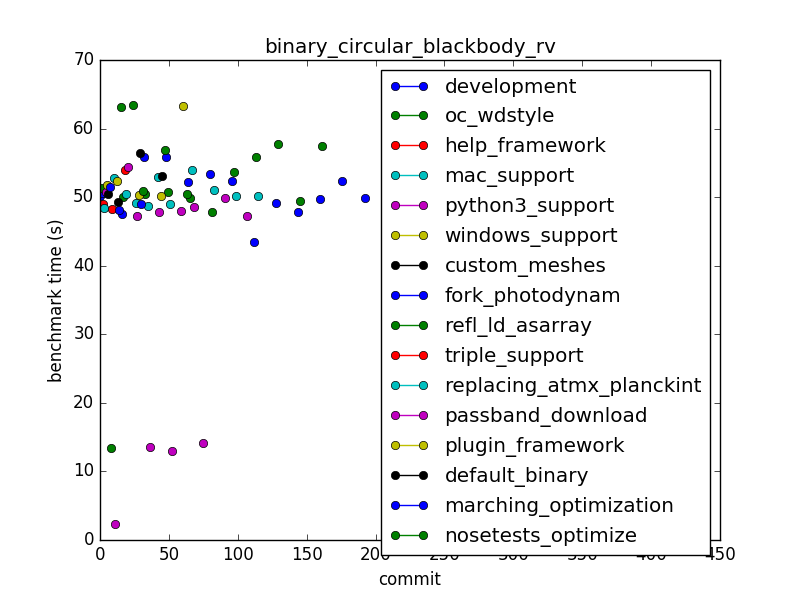 binary_circular_blackbody_rv
70
60
50
40
30
20
10
0
benchmark time (s)
development
oc_wdstyle
help_framework
mac_support
python3_support
windows_support
custom_meshes
fork_photodynam
refl_ld_asarray
triple_support
replacing_atmx_planckint
passband_download
plugin_framework
default_binary
marching_optimization
nosetests_optimize
0 50 100 150 200 250 300 350 400 450
commit